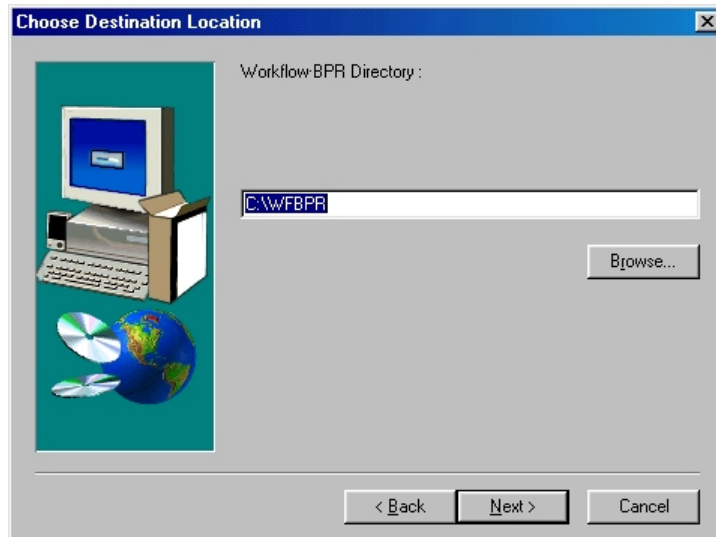 Choose Destination Location
Workflow·BPR Directory :
C:\WFBPR
Browse...
< Back
Next >
Cancel